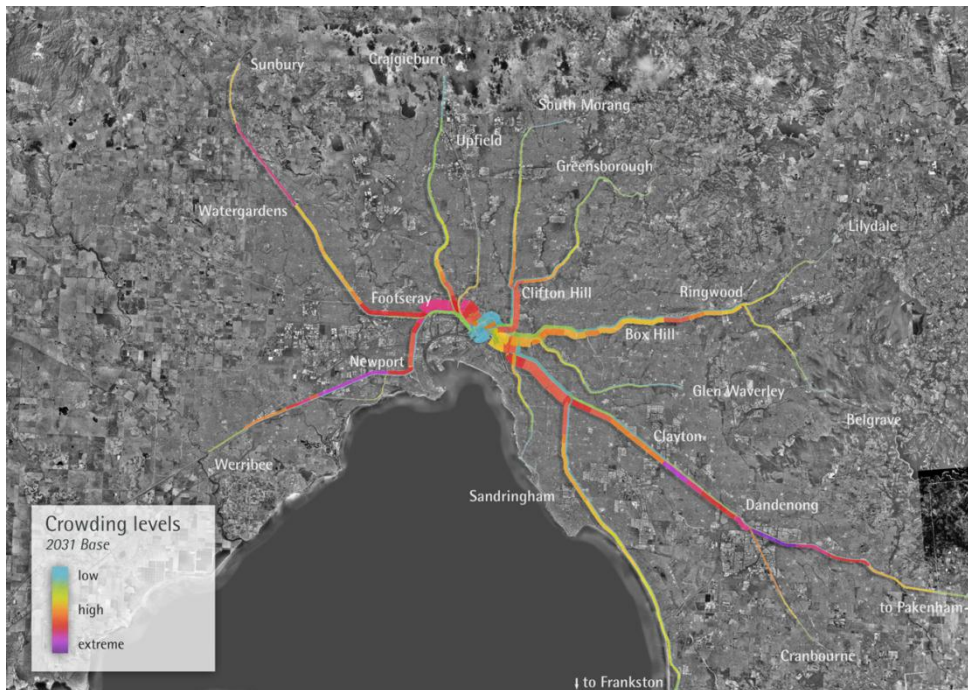 Sunbury
Craigieburn
South Morang
Upfield
Greensborough
Watergardens
Lilydale
Footscray
Clifton Hill
Ringwood
Box Hill
Newport
Glen Waverley
Belgrave
Clayton
Werribee
Sandringham
Dandenong
Crowding levels
2031 Base
low
high
extreme
to Pakenham
Cranbourne
to Frankston